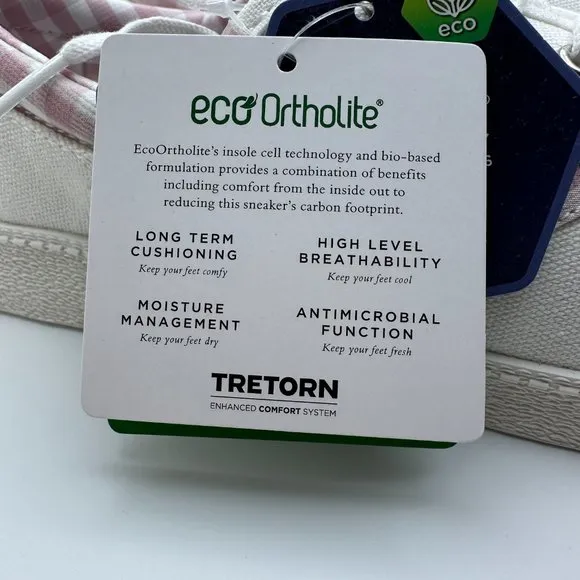 eco
eco Ortholite®
EcoOrtholite's insole cell technology and bio-based
formulation provides a combination of benefits
including comfort from the inside out to
reducing this sneaker's carbon footprint.
LONG TERM
CUSHIONING
Keep your feet comfy
HIGH LEVEL
BREATHABILITY
Keep your feet cool
MOISTURE
MANAGEMENT
Keep your feet dry
ANTIMICROBIAL
FUNCTION
Keep your feet fresh
TRETORN
ENHANCED COMFORT SYSTEM